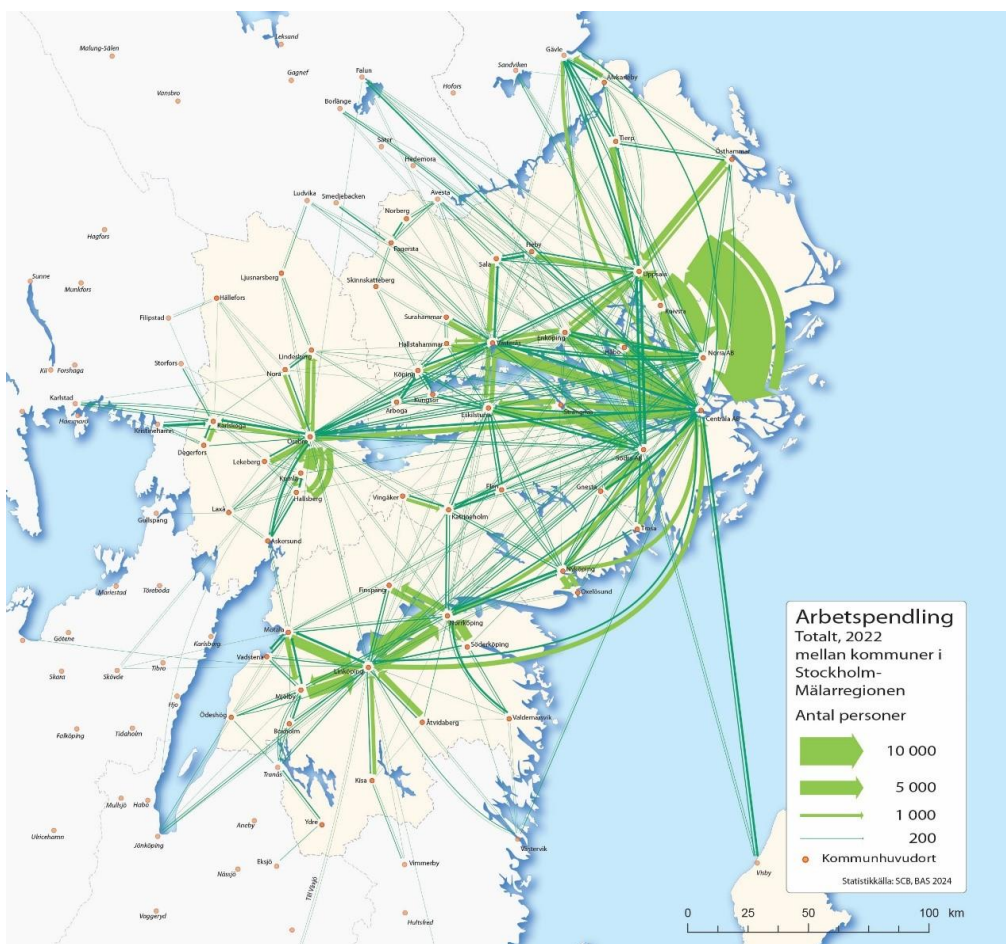 Leksand
Malung-Sälen
Gävle
Sandviken
Gagnef
Falun
Älvkarleby
Hofors
Vansbro
Borlänge
Tierp
Säter
Östhammar
Hedemora
Ludvika
Smedjebacken
Avesta
Norberg
Hagfors
Fagersta
Heby
Sala
Uppsala
Ljusnarsberg
Skinnskatteberg
Sunne
Munkfors
Hällefors
Knivsta
Filipstad
Surahammar
Enköping
Hallstahammar
Västerås
Håbo
Norra AB
Lindesberg
Storfors
Kil
Forshaga
Nora
Köping
Kungsör
Karlstad
Arboga
Eskilstuna
Strängnäs
Centrala AB
Hammarö
Kristinehamn
Karlskoga
Örebro
Degerfors
Södra AB
Lekeberg
Kumla
Flen
Gnesta
Hallsberg
Vingåker
Katrineholm
Laxå
Gullspång
Trosa
Askersund
Nyköping
Mariestad
Töreboda
Finspång
Oxelösund
Norrköping
Götene
Karlsborg
Motala
Söderköping
Vadstena
Tibro
Linköping
Skara
Skövde
Mjölby
Hjo
Ödeshög
Åtvidaberg
Valdemarsvik
Boxholm
Falköping
Tidaholm
Tranås
Kisa
Mullsjö
Habo
Ulricehamn
Aneby
Ydre
Jönköping
Västervik
Eksjö
Vimmerby
Nässjö
Visby
Till Växjö
Vaggeryd
Hultsfred
Arbetspendling
Totalt, 2022
mellan kommuner i
Stockholm-
Mälarregionen
Antal personer
10 000
5 000
1 000
200
Kommunhuvudort
Statistikkälla: SCB, BAS 2024
0 25 50 100 km